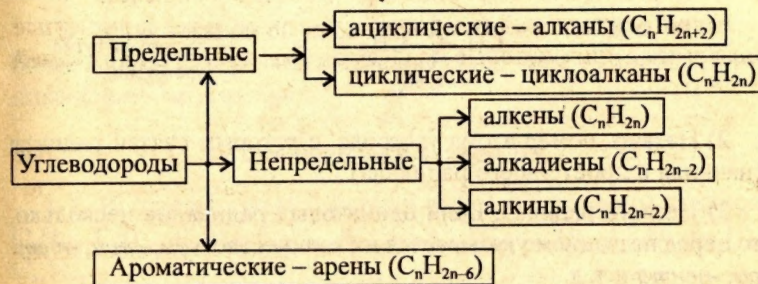 ациклические – алканы (CnH2n+2)
Предельные
циклические – циклоалканы (CnH2n)
алкены (CnH2n)
Углеводороды
Непредельные
алкадиены (CnH2n–2)
алкины (CnH2n–2)
Ароматические – арены (CnH2n–6)